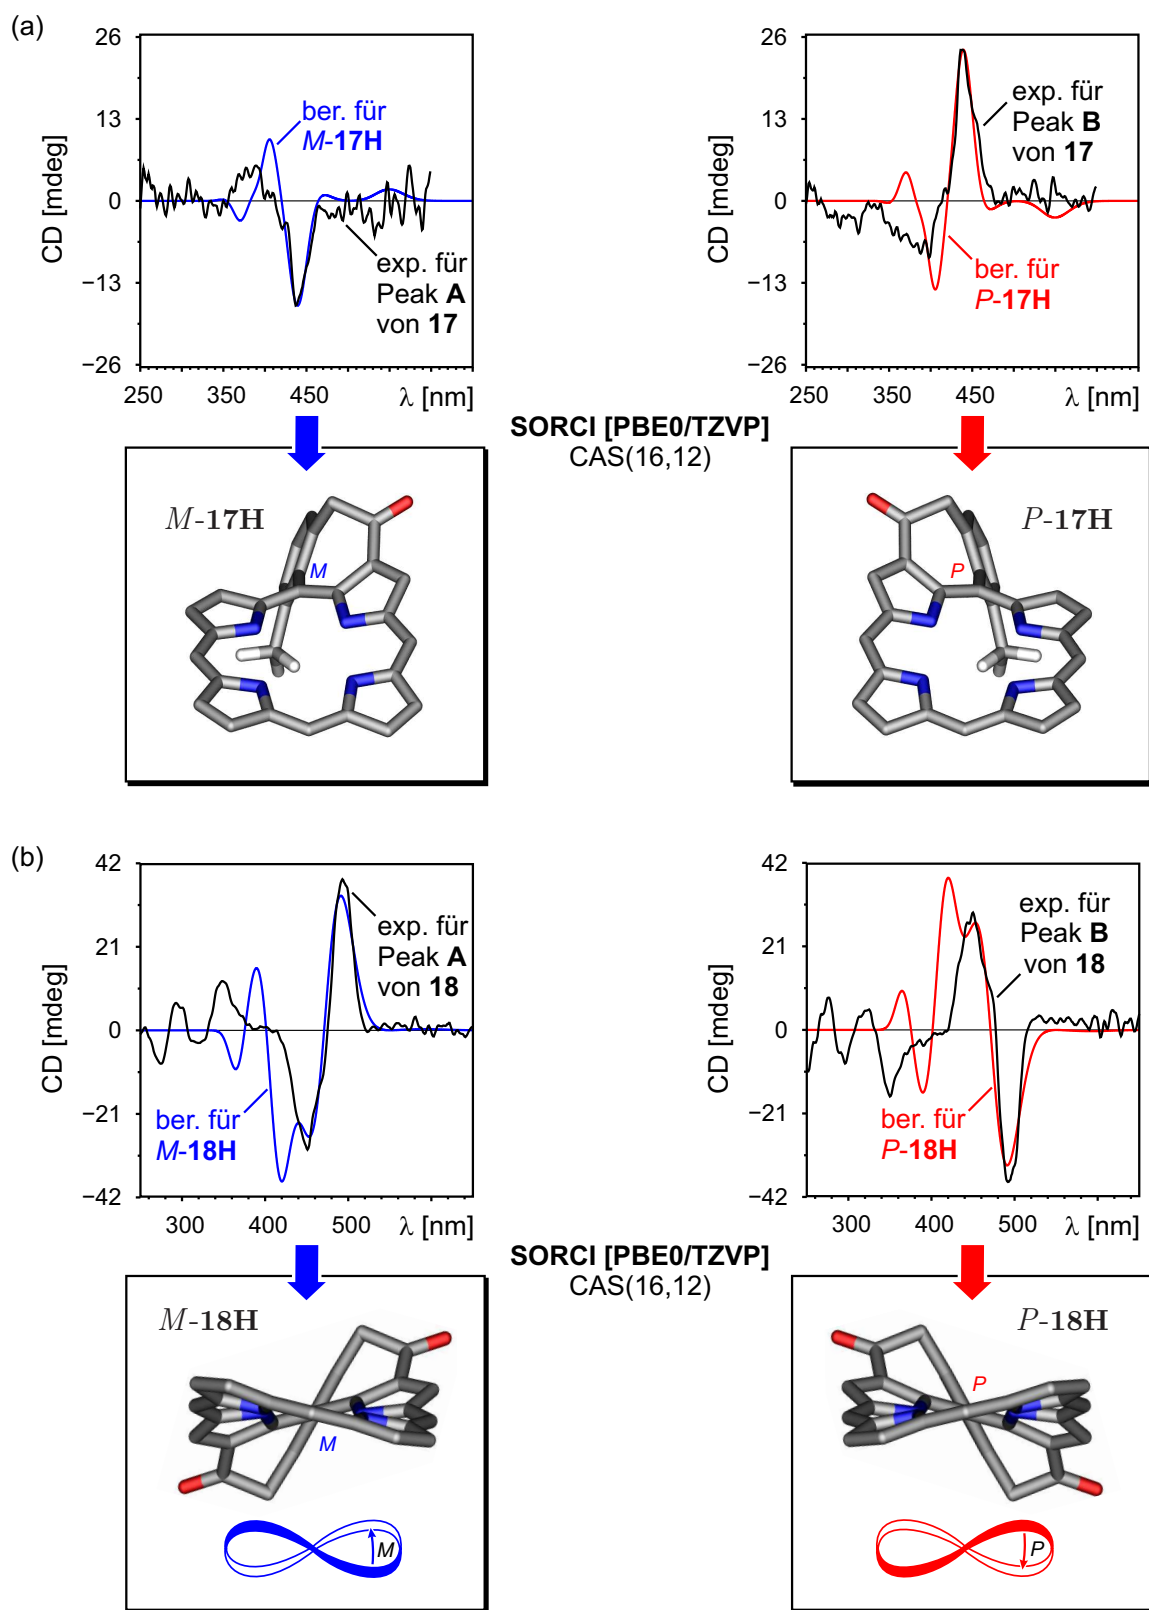 (a)
CD [mdeg]
26
13
0
−13
−26
250 350 450 λ [nm]
ber. für
M-17H
exp. für
Peak A
von 17
CD [mdeg]
26
13
0
−13
−26
250 350 450 λ [nm]
exp. für
Peak B
von 17
ber. für
P-17H
SORCI [PBE0/TZVP]
CAS(16,12)
M-17H
M
P-17H
P
(b)
CD [mdeg]
42
21
0
−21
−42
300 400 500 λ [nm]
exp. für
Peak A
von 18
ber. für
M-18H
CD [mdeg]
42
21
0
−21
−42
300 400 500 λ [nm]
exp. für
Peak B
von 18
ber. für
P-18H
SORCI [PBE0/TZVP]
CAS(16,12)
M-18H
M
M
P-18H
P
P